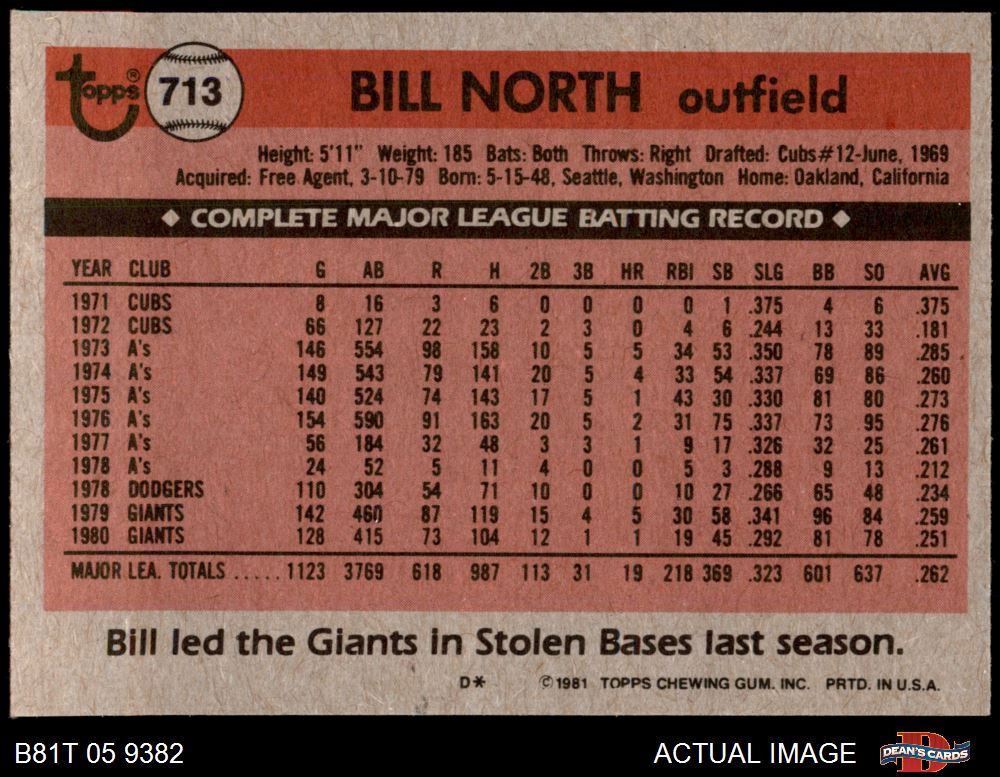 Topps® 713 BILL NORTH outfield
Height: 5'11" Weight: 185 Bats: Both Throws: Right Drafted: Cubs#12-June, 1969
Acquired: Free Agent, 3-10-79 Born: 5-15-48, Seattle, Washington Home: Oakland, California
◆ COMPLETE MAJOR LEAGUE BATTING RECORD ◆
YEAR CLUB G AB R H 2B 3B HR RBI SB SLG BB SO AVG
1971 CUBS 8 16 3 6 0 0 0 0 1 .375 4 6 .375
1972 CUBS 66 127 22 23 2 3 0 4 6 .244 13 33 .181
1973 A's 146 554 98 158 10 5 5 34 53 .350 78 89 .285
1974 A's 149 543 79 141 20 5 4 33 54 .337 69 86 .260
1975 A's 140 524 74 143 17 5 1 43 30 .330 81 80 .273
1976 A's 154 590 91 163 20 5 2 31 75 .337 73 95 .276
1977 A's 56 184 32 48 3 3 1 9 17 .326 32 25 .261
1978 A's 24 52 5 11 4 0 0 5 3 .288 9 13 .212
1978 DODGERS 110 304 54 71 10 0 0 10 27 .266 65 48 .234
1979 GIANTS 142 460 87 119 15 4 5 30 58 .341 96 84 .259
1980 GIANTS 128 415 73 104 12 1 1 19 45 .292 81 78 .251
MAJOR LEA. TOTALS ..... 1123 3769 618 987 113 31 19 218 369 .323 601 637 .262
Bill led the Giants in Stolen Bases last season.
D* ©1981 TOPPS CHEWING GUM. INC. PRTD. IN U.S.A.
B81T 05 9382 ACTUAL IMAGE DEAN'S CARDS